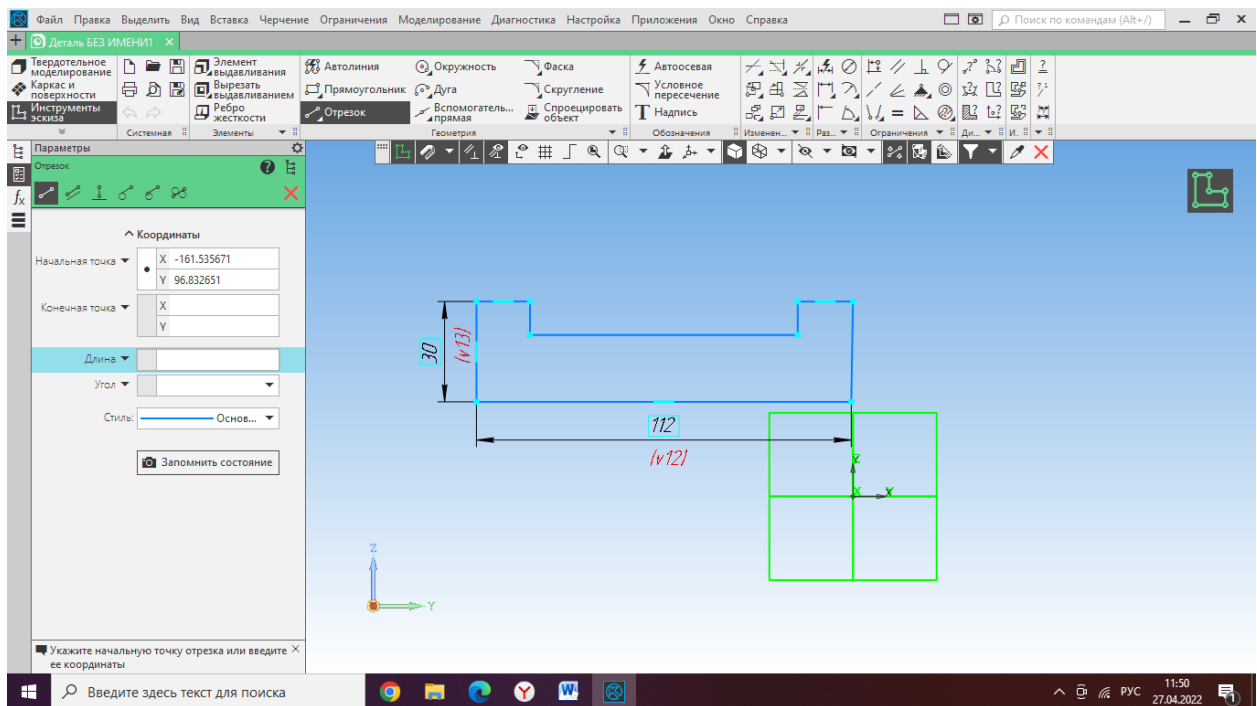 Файл Правка Выделить Вид Вставка Черчение Ограничения Моделирование Диагностика Настройка Приложения Окно Справка
Поиск по командам (Alt+/)
Деталь БЕЗ ИМЕНИ1
Твердотельное моделирование
Каркас и поверхности
Инструменты эскиза
Системная
Элемент выдавливания
Вырезать выдавливанием
Ребро жесткости
Элементы
Автолиния
Окружность
Фаска
Прямоугольник
Дуга
Скругление
Отрезок
Вспомогатель... прямая
Спроецировать объект
Геометрия
Автоосевая
Условное пересечение
Надпись
Обозначения
Изменен...
Раз...
Ограничения
Ди...
И.
Параметры
Отрезок
Координаты
Начальная точка
X -161.535671
Y 96.832651
Конечная точка
X
Y
Длина
Угол
Стиль:
Основ...
Запомнить состояние
30
(v13)
112
(v12)
Z
X
Y
Z
Y
Укажите начальную точку отрезка или введите
ее координаты
Введите здесь текст для поиска
РУС
11:50
27.04.2022